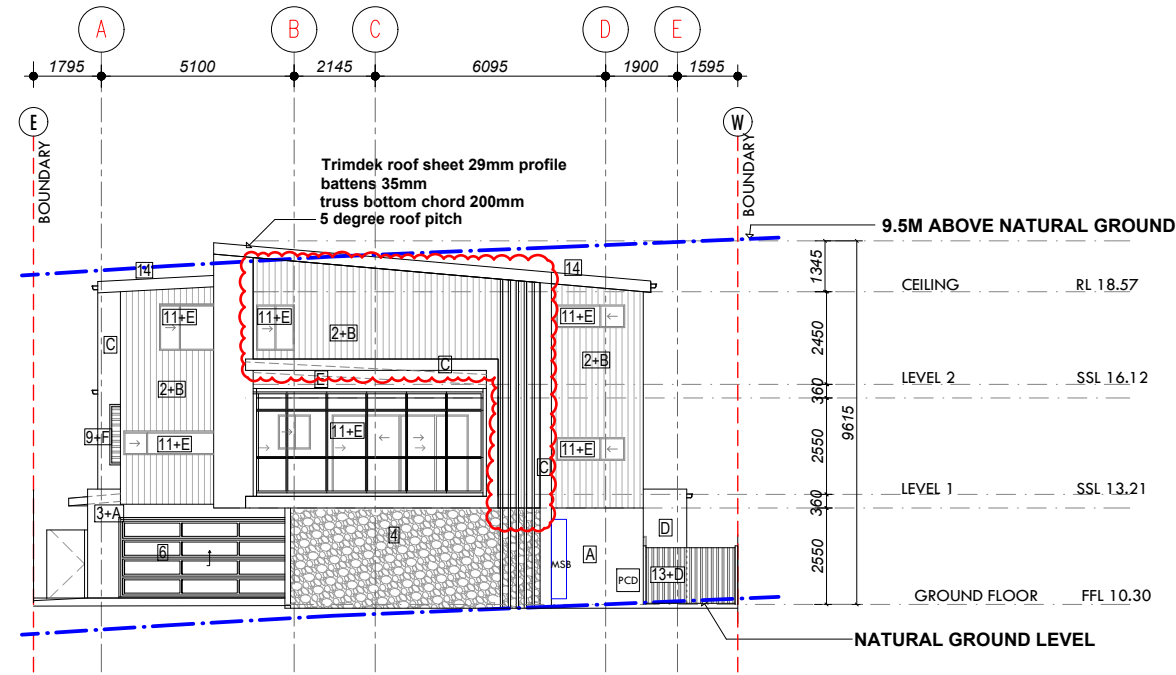 A B C D E
1795 5100 2145 6095 1900 1595
E W
BOUNDARY
BOUNDARY
Trimdek roof sheet 29mm profile
battens 35mm
truss bottom chord 200mm
5 degree roof pitch
9.5M ABOVE NATURAL GROUND
14 14
1345
CEILING RL 18.57
11+E 11+E 11+E
C 2+B 2+B
2450
C
E
2+B
LEVEL 2 SSL 16.12
360
9+F 11+E 11+E 11+E
2550
9615
C
LEVEL 1 SSL 13.21
360
3+A
4
D
6
MSB A
PCD 13+D
2550
GROUND FLOOR FFL 10.30
NATURAL GROUND LEVEL